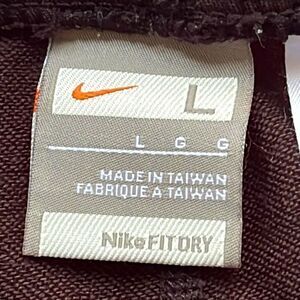 L
L G G
MADE IN TAIWAN
FABRIQUE A TAIWAN
Nike FIT DRY